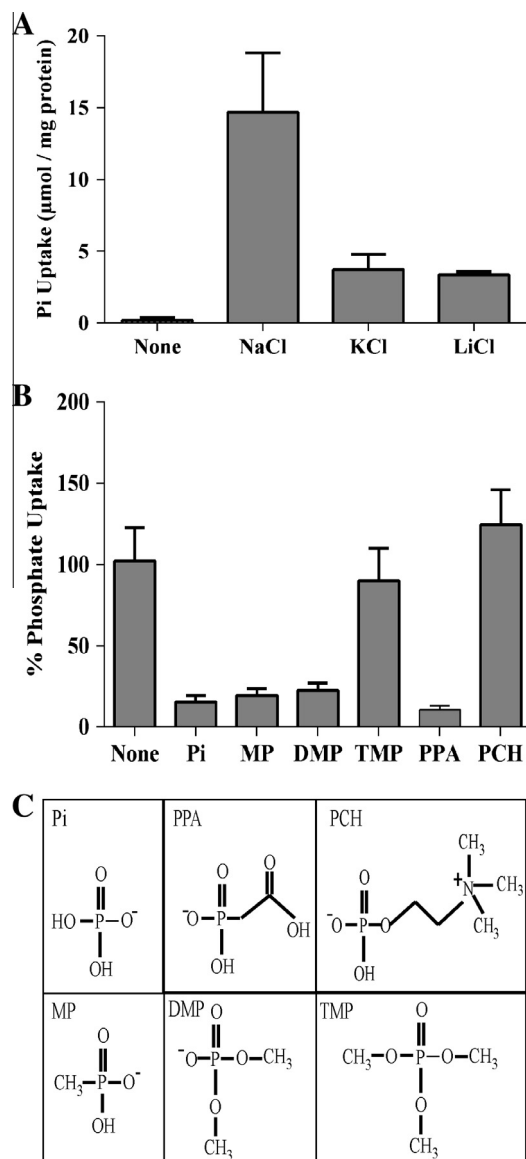 A
Pi Uptake (μmol / mg protein)
20
15
10
5
0
None NaCl KCl LiCl
B
% Phosphate Uptake
200
150
100
50
0
None Pi MP DMP TMP PPA PCH
C
Pi
O
HO P O-
OH
PPA
O O
-O P
OH OH
PCH
CH3
+
N CH3
O
-O P O CH3
OH
MP
O
CH3 P O-
OH
DMP
O
-O P O CH3
O
CH3
TMP
O
CH3 O P O CH3
O
CH3